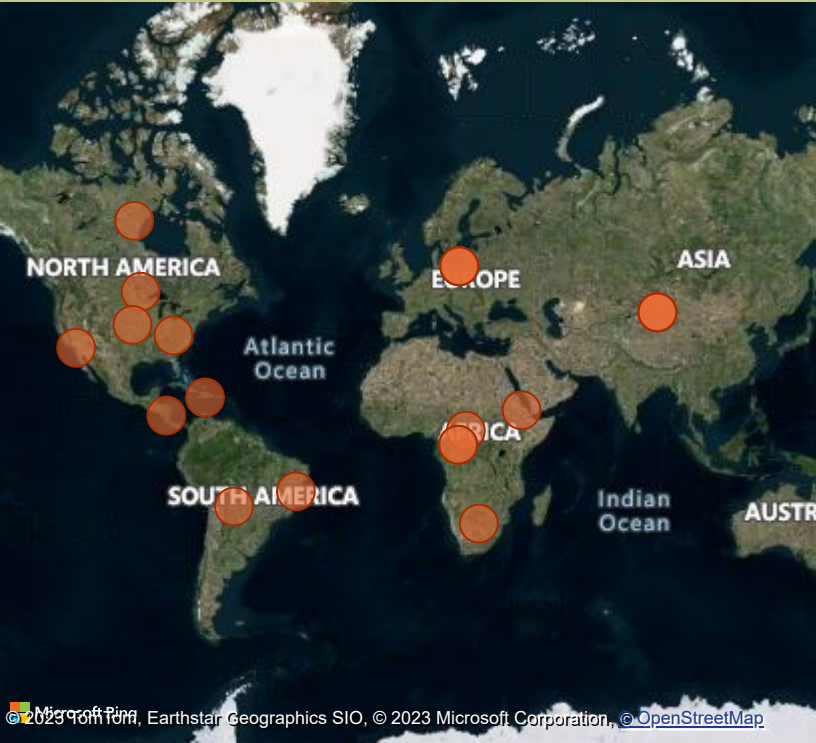 NORTH AMERICA
EUROPE
ASIA
Atlantic
Ocean
AFRICA
SOUTH AMERICA
Indian
Ocean
AUSTR
Microsoft Bing
© 2023 TomTom, Earthstar Geographics SIO, © 2023 Microsoft Corporation, © OpenStreetMap